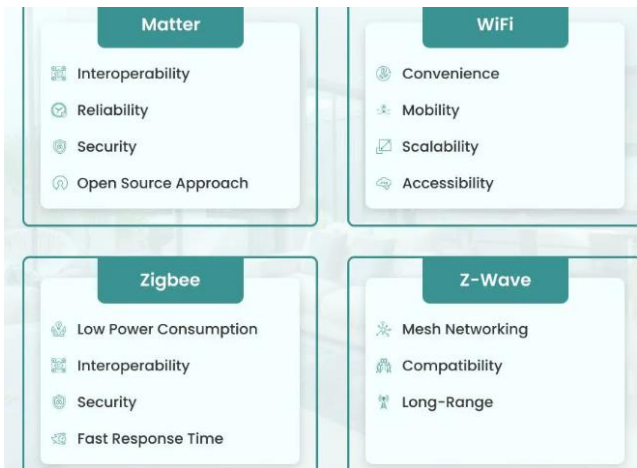 Matter
Interoperability
Reliability
Security
Open Source Approach
WiFi
Convenience
Mobility
Scalability
Accessibility
Zigbee
Low Power Consumption
Interoperability
Security
Fast Response Time
Z-Wave
Mesh Networking
Compatibility
Long-Range